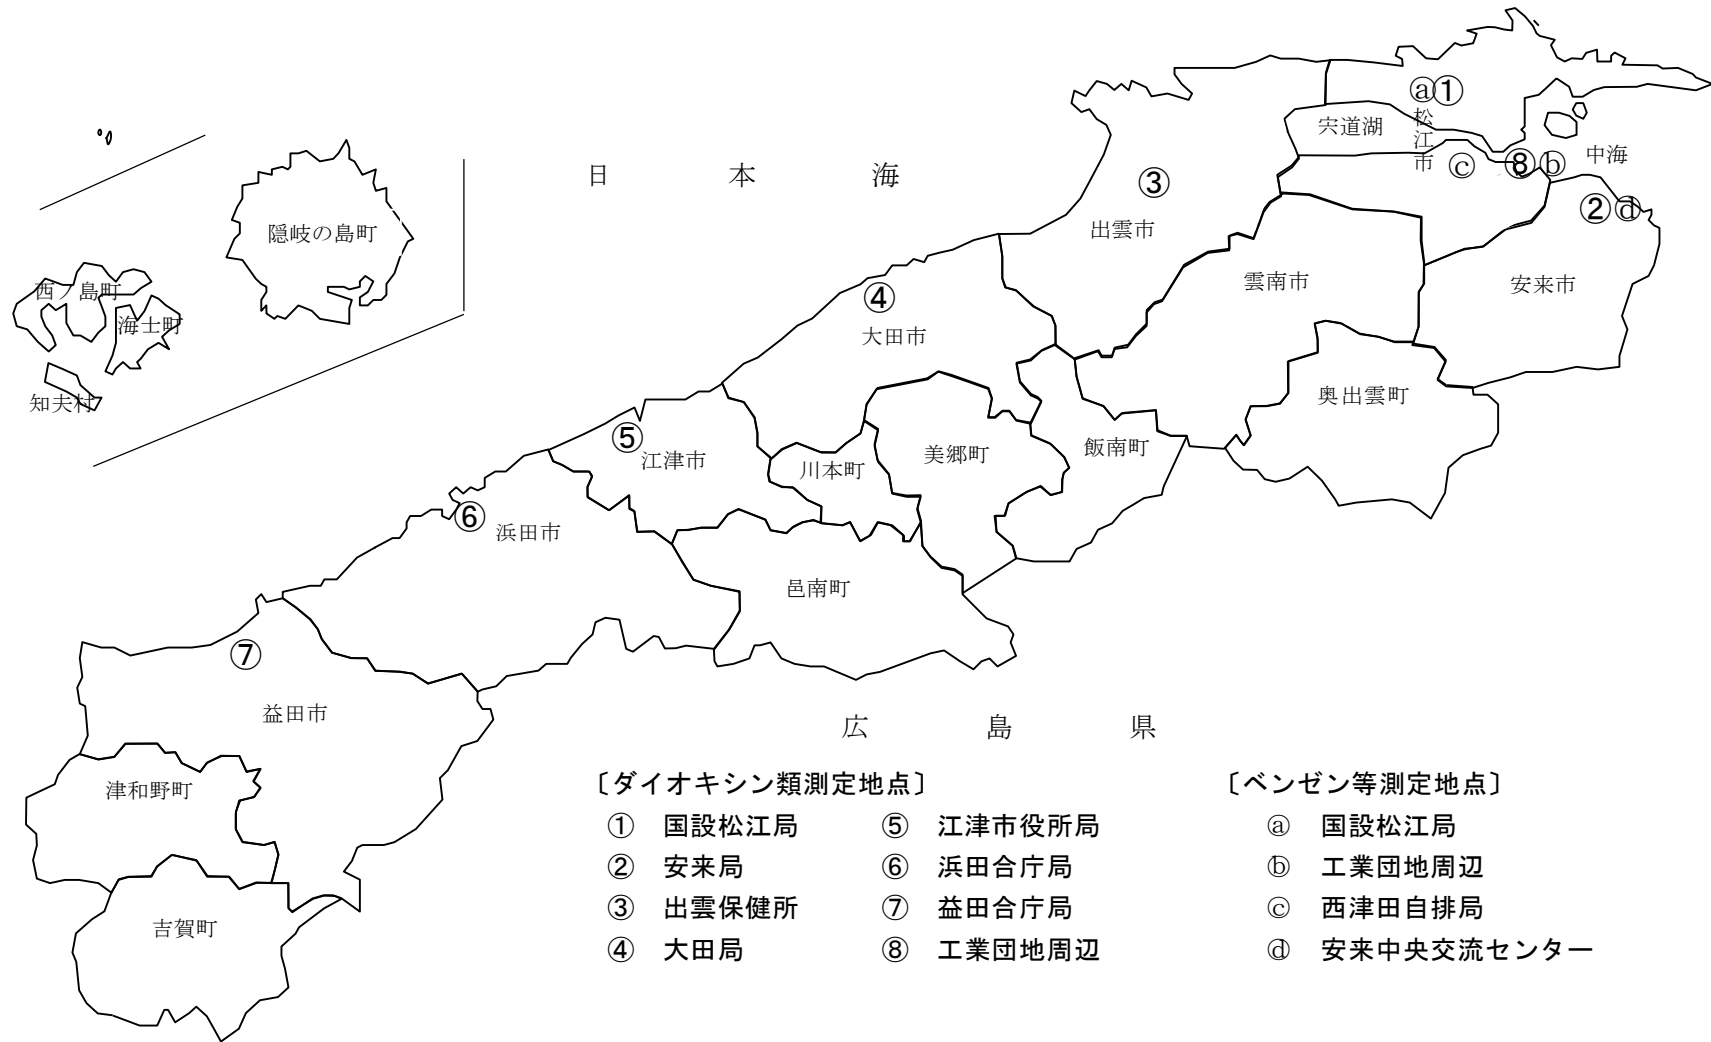 ⓐ①
松江市
宍道湖
中海
ⓒ
⑧
ⓑ
③
②ⓓ
日本海
出雲市
隠岐の島町
雲南市
安来市
西ノ島町
④
海士町
大田市
奥出雲町
知夫村
⑤
江津市
川本町
美郷町
飯南町
⑥
浜田市
邑南町
⑦
益田市
広島県
津和野町
吉賀町
〔ダイオキシン類測定地点〕
① 国設松江局
② 安来局
③ 出雲保健所
④ 大田局
⑤ 江津市役所局
⑥ 浜田合庁局
⑦ 益田合庁局
⑧ 工業団地周辺
〔ベンゼン等測定地点〕
ⓐ 国設松江局
ⓑ 工業団地周辺
ⓒ 西津田自排局
ⓓ 安来中央交流センター